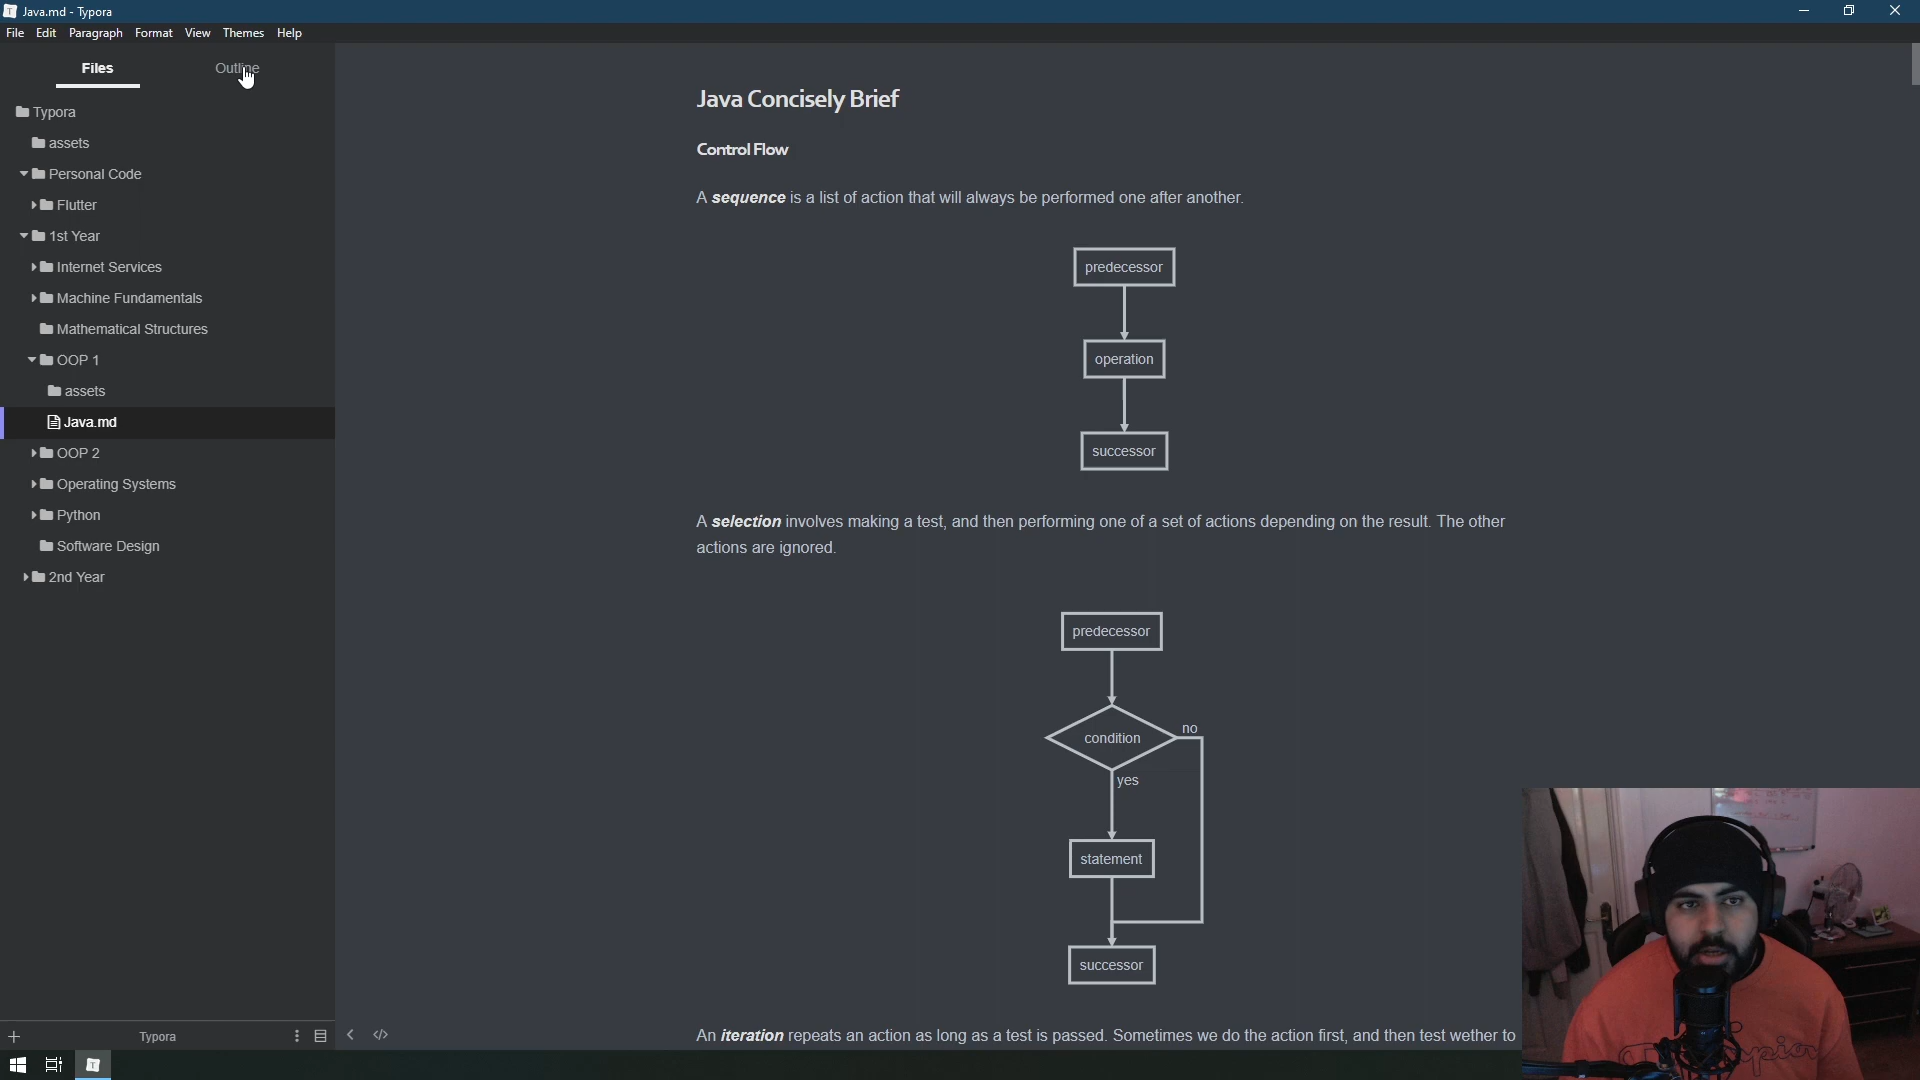 Java.md - Typora
File Edit Paragraph Format View Themes Help
Files
Outline
Typora
assets
Personal Code
Flutter
1st Year
Internet Services
Machine Fundamentals
Mathematical Structures
OOP 1
assets
Java.md
OOP 2
Operating Systems
Python
Software Design
2nd Year
Typora
Java Concisely Brief
Control Flow
A sequence is a list of action that will always be performed one after another.
predecessor
operation
successor
A selection involves making a test, and then performing one of a set of actions depending on the result. The other
actions are ignored.
predecessor
condition
no
yes
statement
successor
An iteration repeats an action as long as a test is passed. Sometimes we do the action first, and then test wether to